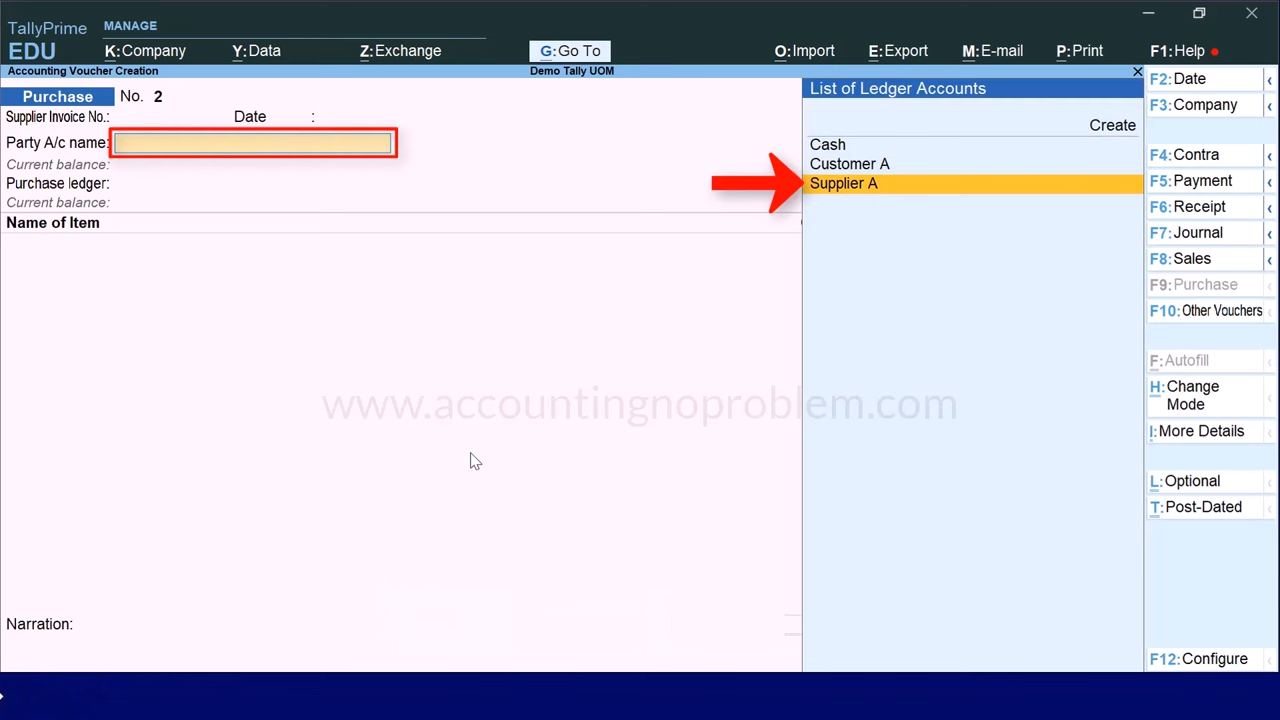 TallyPrime
EDU
MANAGE
K:Company Y:Data Z:Exchange G:Go To O:Import E:Export M:E-mail P:Print F1:Help
Accounting Voucher Creation Demo Tally UOM
Purchase No. 2
Supplier Invoice No.: Date :
Party A/c name:
Current balance:
Purchase ledger:
Current balance:
Name of Item
Narration:
List of Ledger Accounts
Create
Cash
Customer A
Supplier A
F2:Date
F3:Company
F4:Contra
F5:Payment
F6:Receipt
F7:Journal
F8:Sales
F9:Purchase
F10:Other Vouchers
F:Autofill
H:Change
Mode
I:More Details
L:Optional
T:Post-Dated
F12:Configure
www.accountingnoproblem.com